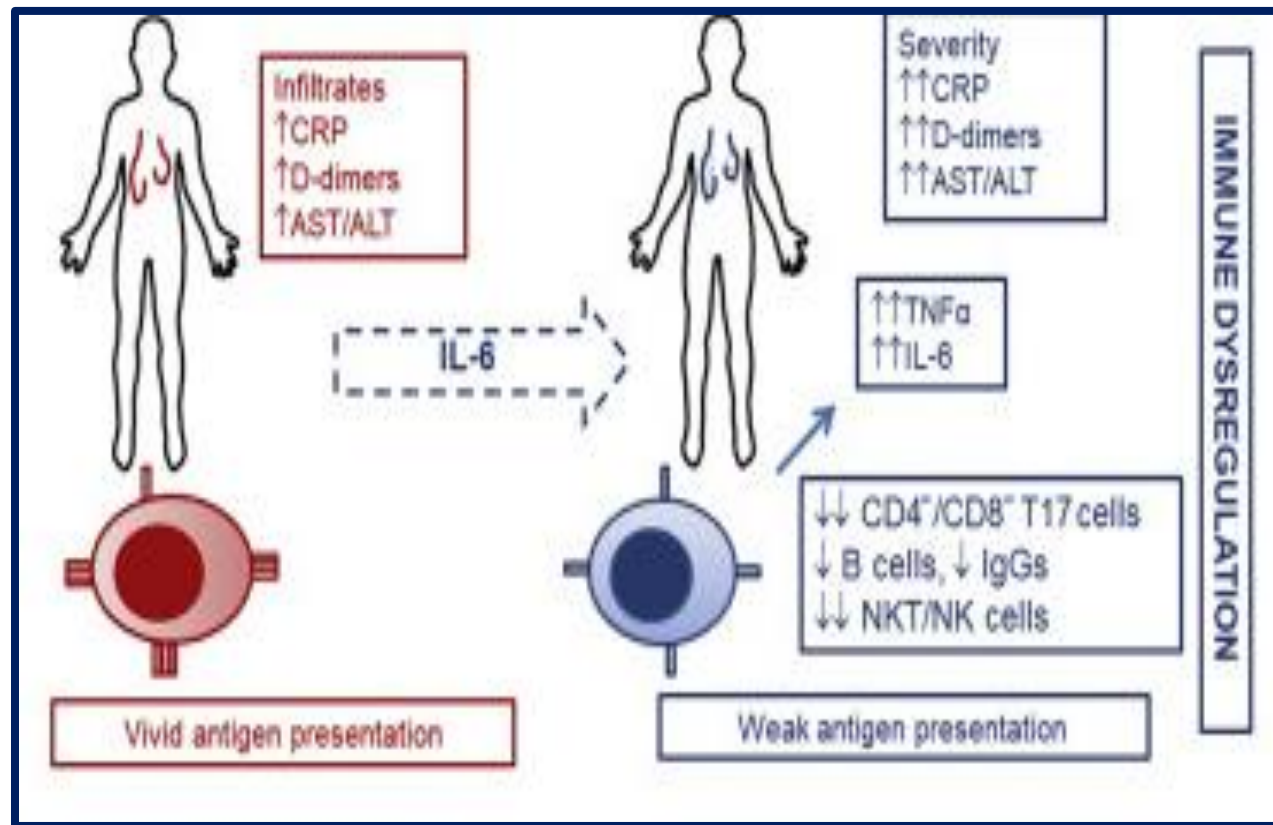 Infiltrates
↑CRP
↑D-dimers
↑AST/ALT
Severity
↑↑CRP
↑↑D-dimers
↑↑AST/ALT
IL-6
↑↑TNFα
↑↑IL-6
↓↓ CD4⁻/CD8⁻ T17 cells
↓ B cells, ↓ IgGs
↓↓ NKT/NK cells
Vivid antigen presentation
Weak antigen presentation
IMMUNE DYSREGULATION